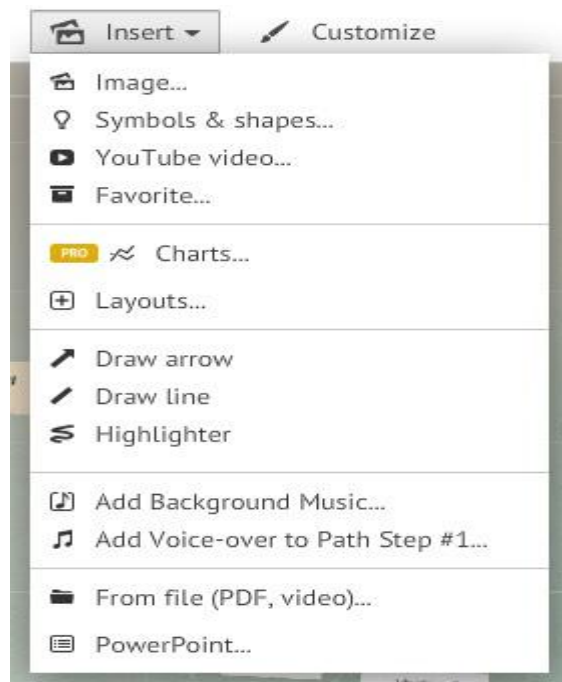 Insert Customize
Image...
Symbols & shapes...
YouTube video...
Favorite...
PRO Charts...
Layouts...
Draw arrow
Draw line
Highlighter
Add Background Music...
Add Voice-over to Path Step #1...
From file (PDF, video)...
PowerPoint...